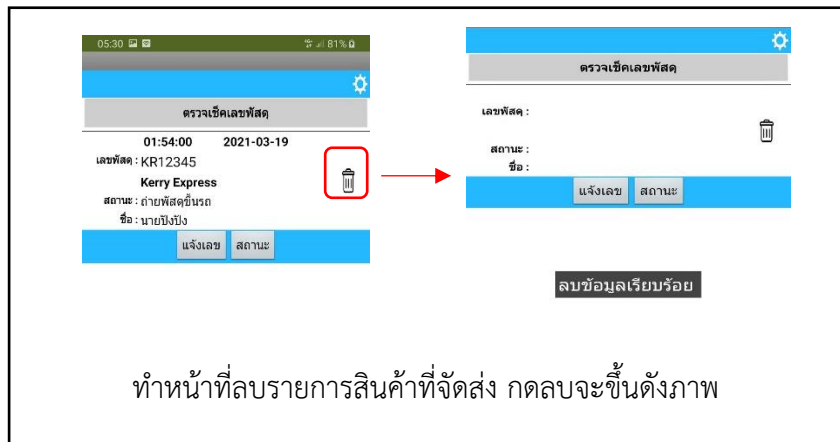 05:30 81%
ตรวจเช็คเลขพัสดุ
01:54:00 2021-03-19
เลขพัสดุ : KR12345
Kerry Express
สถานะ : ถ่ายพัสดุขึ้นรถ
ชื่อ : นายปังปัง
แจ้งเลข สถานะ
ตรวจเช็คเลขพัสดุ
เลขพัสดุ :
สถานะ :
ชื่อ :
แจ้งเลข สถานะ
ลบข้อมูลเรียบร้อย
ทำหน้าที่ลบรายการสินค้าที่จัดส่ง กดลบจะขึ้นดังภาพ